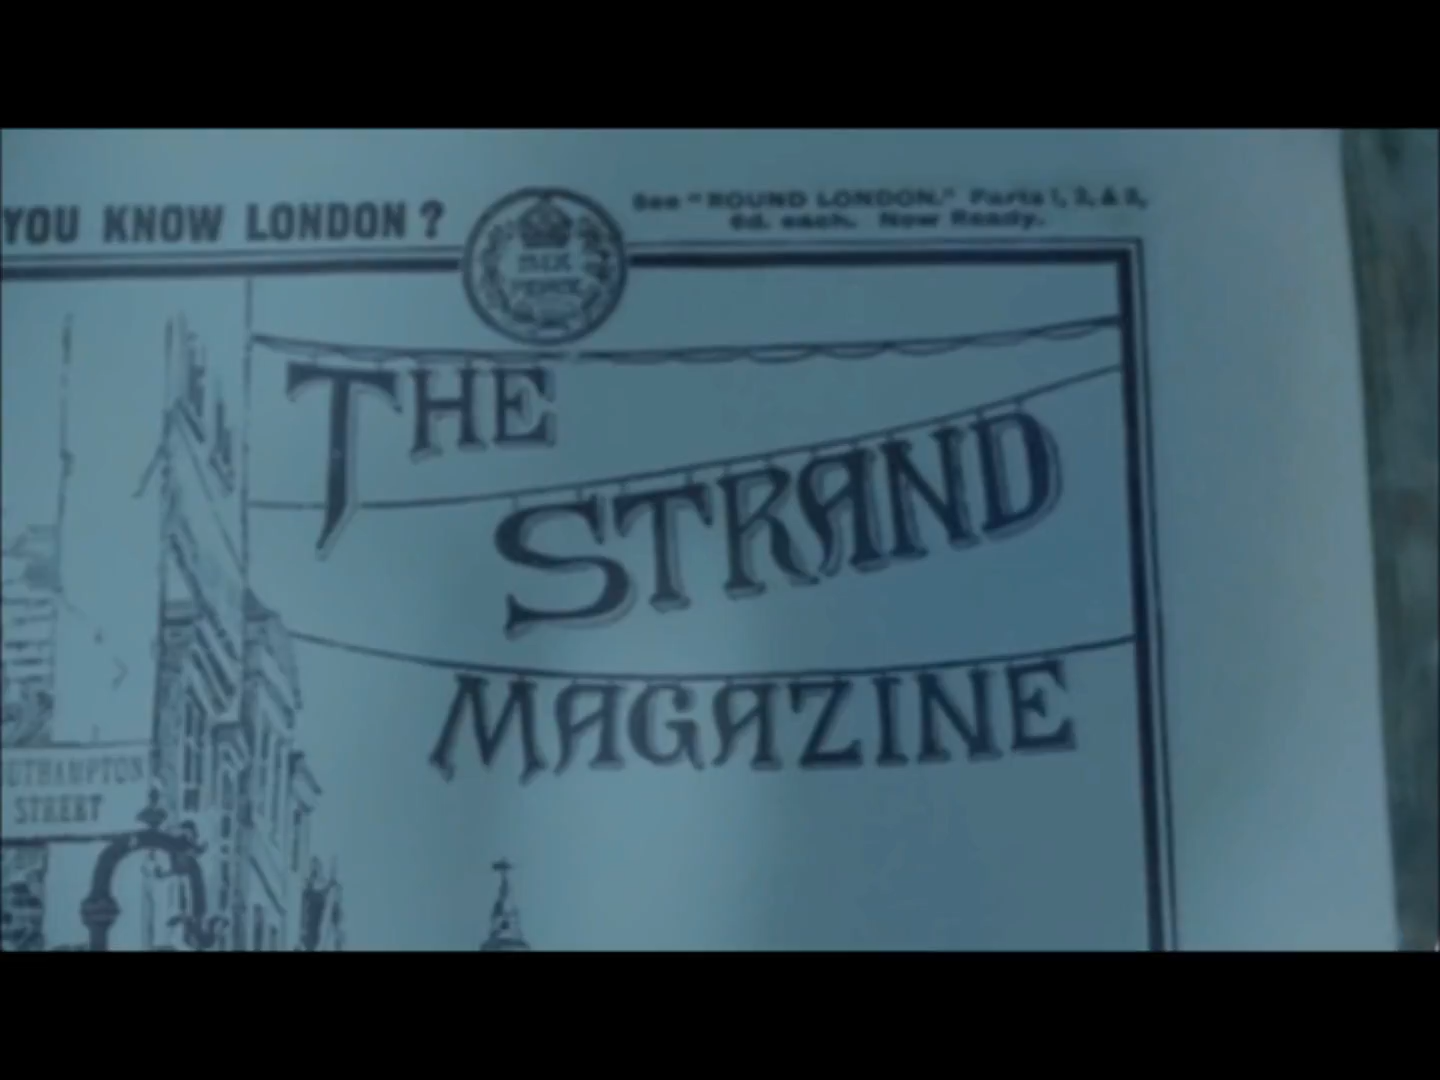 YOU KNOW LONDON?
See "ROUND LONDON." Parts 1, 2, & 3,
6d. each. Now Ready.
SIX
PENCE
THE
STRAND
MAGAZINE
UTHAMPTON
STREET